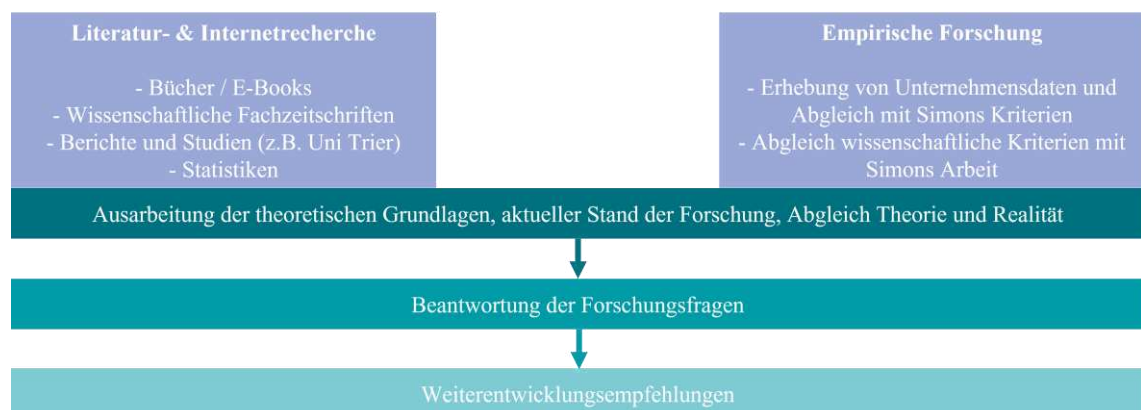 Literatur- & Internetrecherche
- Bücher / E-Books
- Wissenschaftliche Fachzeitschriften
- Berichte und Studien (z.B. Uni Trier)
- Statistiken
Empirische Forschung
- Erhebung von Unternehmensdaten und
Abgleich mit Simons Kriterien
- Abgleich wissenschaftliche Kriterien mit
Simons Arbeit
Ausarbeitung der theoretischen Grundlagen, aktueller Stand der Forschung, Abgleich Theorie und Realität
Beantwortung der Forschungsfragen
Weiterentwicklungsempfehlungen